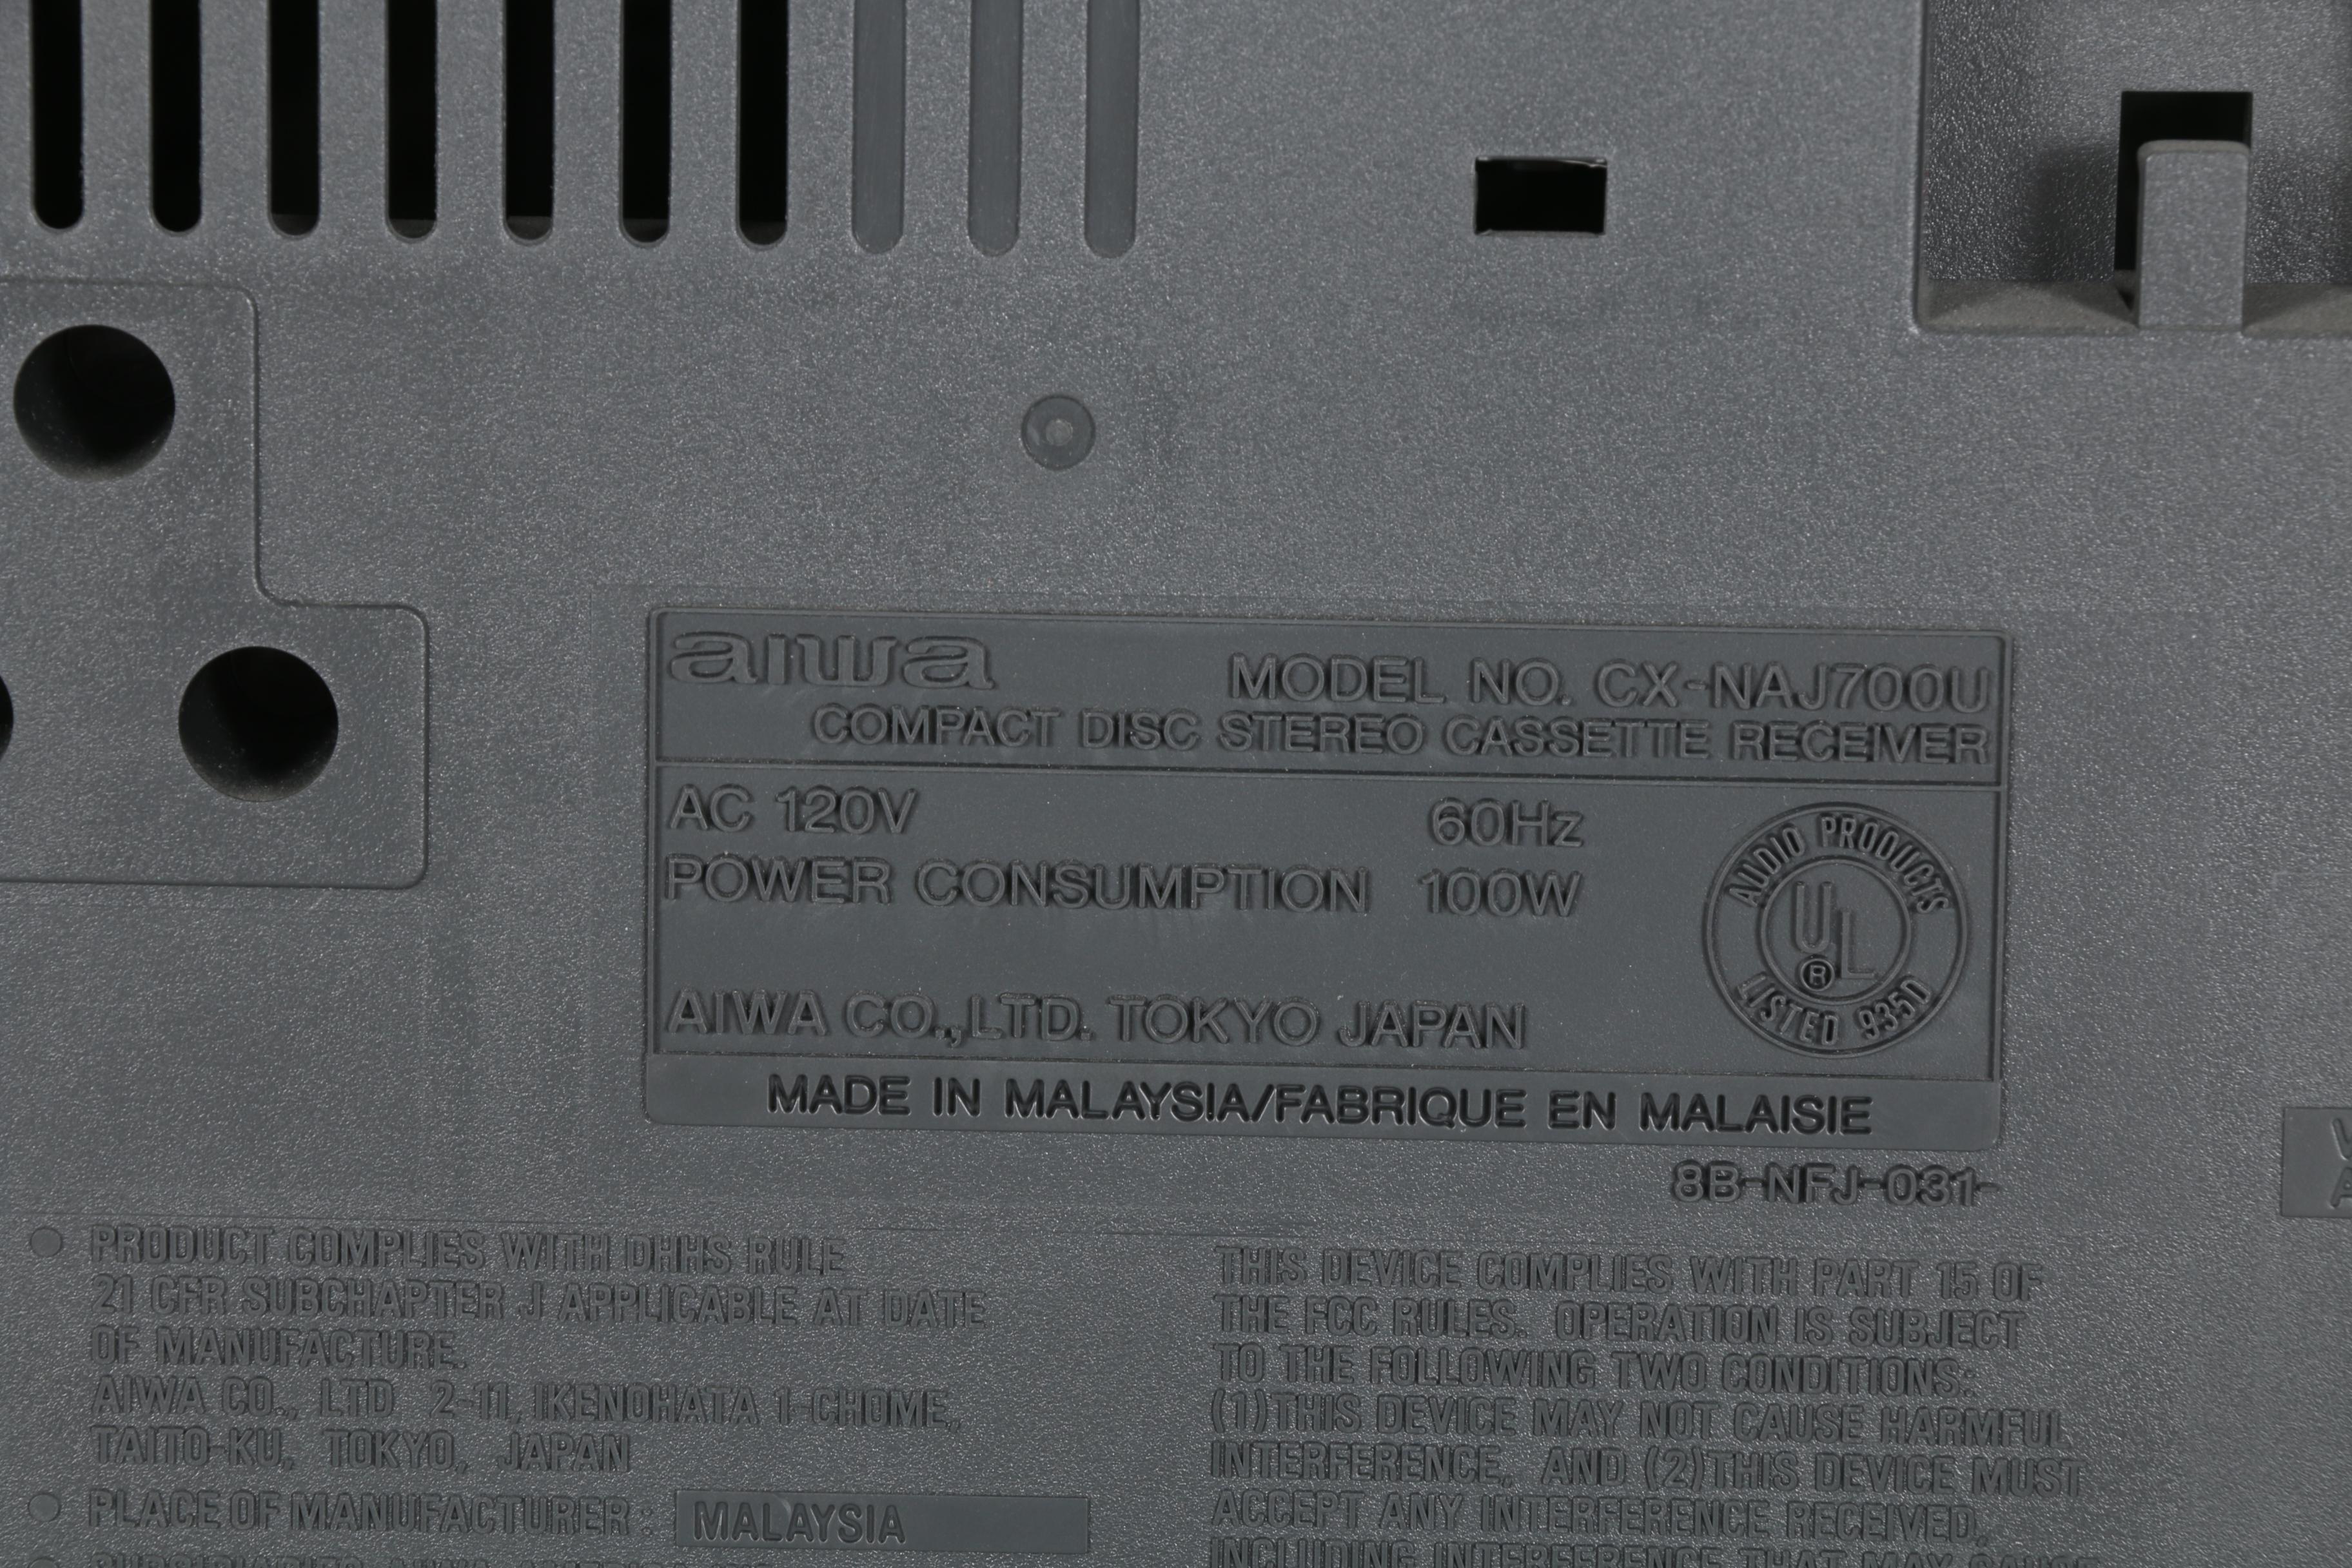 aiwa
MODEL NO. CX-NAJ700U
COMPACT DISC STEREO CASSETTE RECEIVER
AC 120V 60Hz
POWER CONSUMPTION 100W
AUDIO PRODUCTS
UL
®
LISTED 935D
AIWA CO.,LTD. TOKYO JAPAN
MADE IN MALAYSIA/FABRIQUE EN MALAISIE
8B-NFJ-031-
PRODUCT COMPLIES WITH DHHS RULE
21 CFR SUBCHAPTER J APPLICABLE AT DATE
OF MANUFACTURE.
AIWA CO., LTD 2-11, IKENOHATA 1-CHOME,
TAITO-KU, TOKYO, JAPAN
PLACE OF MANUFACTURER : MALAYSIA
THIS DEVICE COMPLIES WITH PART 15 OF
THE FCC RULES. OPERATION IS SUBJECT
TO THE FOLLOWING TWO CONDITIONS:
(1)THIS DEVICE MAY NOT CAUSE HARMFUL
INTERFERENCE, AND (2)THIS DEVICE MUST
ACCEPT ANY INTERFERENCE RECEIVED,
INCLUDING INTERFERENCE THAT MAY